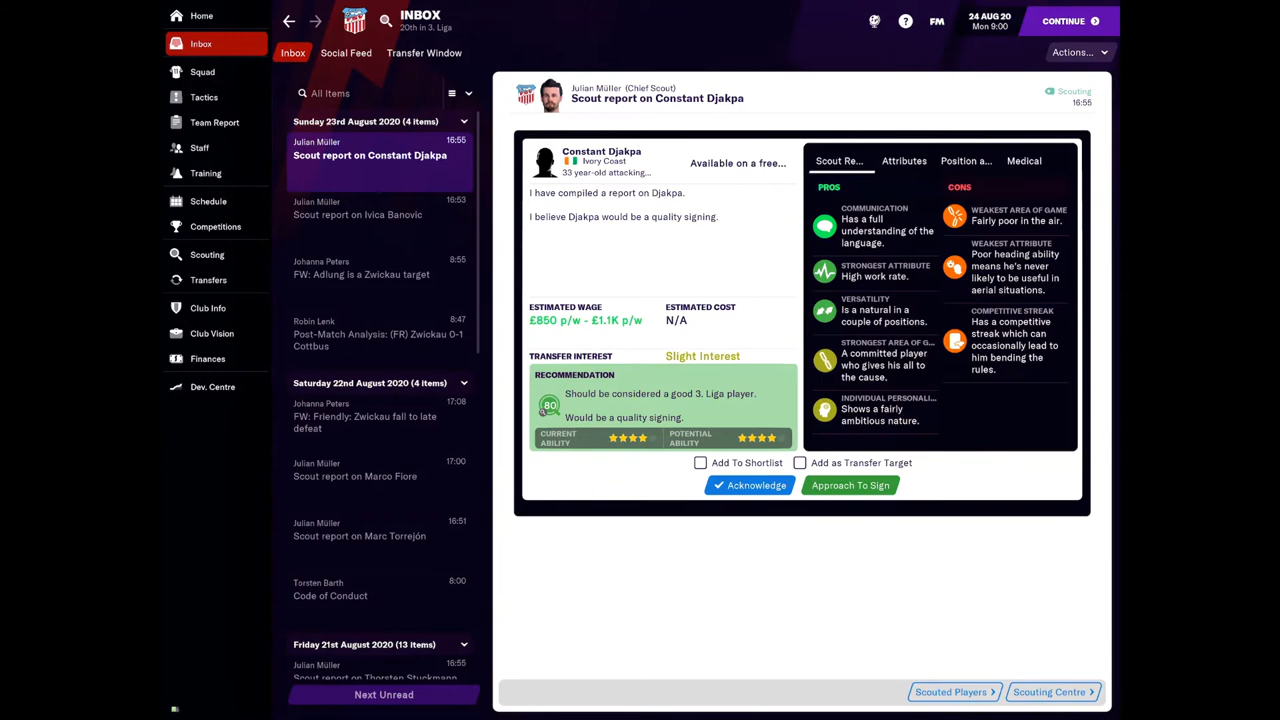 Home
Inbox
Squad
Tactics
Team Report
Staff
Training
Schedule
Competitions
Scouting
Transfers
Club Info
Club Vision
Finances
Dev. Centre
INBOX
20th in 3. Liga
?
FM
24 AUG 20
Mon 9:00
CONTINUE
Inbox
Social Feed
Transfer Window
Actions...
All Items
Sunday 23rd August 2020 (4 items)
Julian Müller
16:55
Scout report on Constant Djakpa
Julian Müller
16:53
Scout report on Ivica Banovic
Johanna Peters
8:55
FW: Adlung is a Zwickau target
Robin Lenk
8:47
Post-Match Analysis: (FR) Zwickau 0-1
Cottbus
Saturday 22nd August 2020 (4 items)
Johanna Peters
17:08
FW: Friendly: Zwickau fall to late
defeat
Julian Müller
17:00
Scout report on Marco Fiore
Julian Müller
16:51
Scout report on Marc Torrejón
Torsten Barth
8:00
Code of Conduct
Friday 21st August 2020 (13 items)
Julian Müller
16:55
Scout report on Thorsten Stuckmann
Next Unread
Julian Müller (Chief Scout)
Scout report on Constant Djakpa
Scouting
16:55
Constant Djakpa
Ivory Coast
33 year-old attacking...
Available on a free...
I have compiled a report on Djakpa.
I believe Djakpa would be a quality signing.
ESTIMATED WAGE
£850 p/w - £1.1K p/w
ESTIMATED COST
N/A
TRANSFER INTEREST
Slight Interest
RECOMMENDATION
80
Should be considered a good 3. Liga player.
Would be a quality signing.
CURRENT
ABILITY
POTENTIAL
ABILITY
Scout Re...
Attributes
Position a...
Medical
PROS
COMMUNICATION
Has a full
understanding of the
language.
STRONGEST ATTRIBUTE
High work rate.
VERSATILITY
Is a natural in a
couple of positions.
STRONGEST AREA OF G...
A committed player
who gives his all to
the cause.
INDIVIDUAL PERSONALI...
Shows a fairly
ambitious nature.
CONS
WEAKEST AREA OF GAME
Fairly poor in the air.
WEAKEST ATTRIBUTE
Poor heading ability
means he's never
likely to be useful in
aerial situations.
COMPETITIVE STREAK
Has a competitive
streak which can
occasionally lead to
him bending the
rules.
Add To Shortlist
Add as Transfer Target
Acknowledge
Approach To Sign
Scouted Players
Scouting Centre